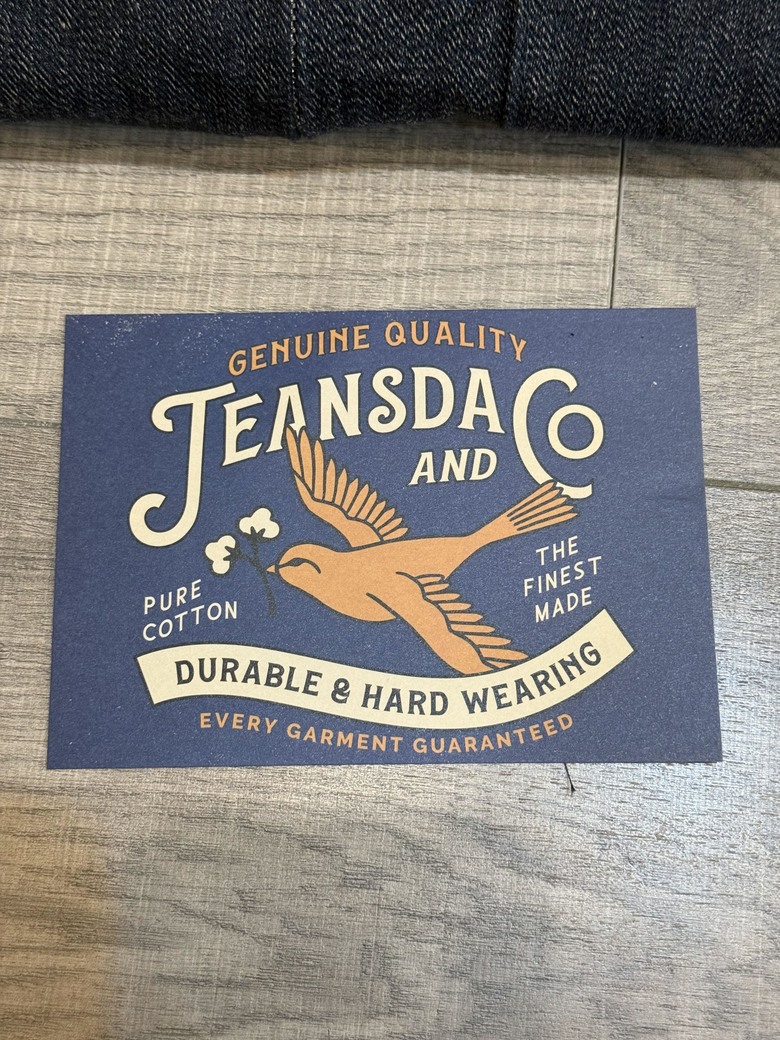 GENUINE QUALITY
JEANSDA
AND CO
PURE
COTTON
THE
FINEST
MADE
DURABLE & HARD WEARING
EVERY GARMENT GUARANTEED